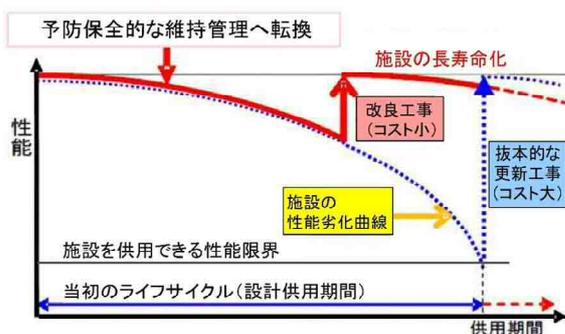 予防保全的な維持管理へ転換
施設の長寿命化
性能
改良工事
(コスト小)
抜本的な
更新工事
(コスト大)
施設の
性能劣化曲線
施設を供用できる性能限界
当初のライフサイクル(設計供用期間)
供用期間